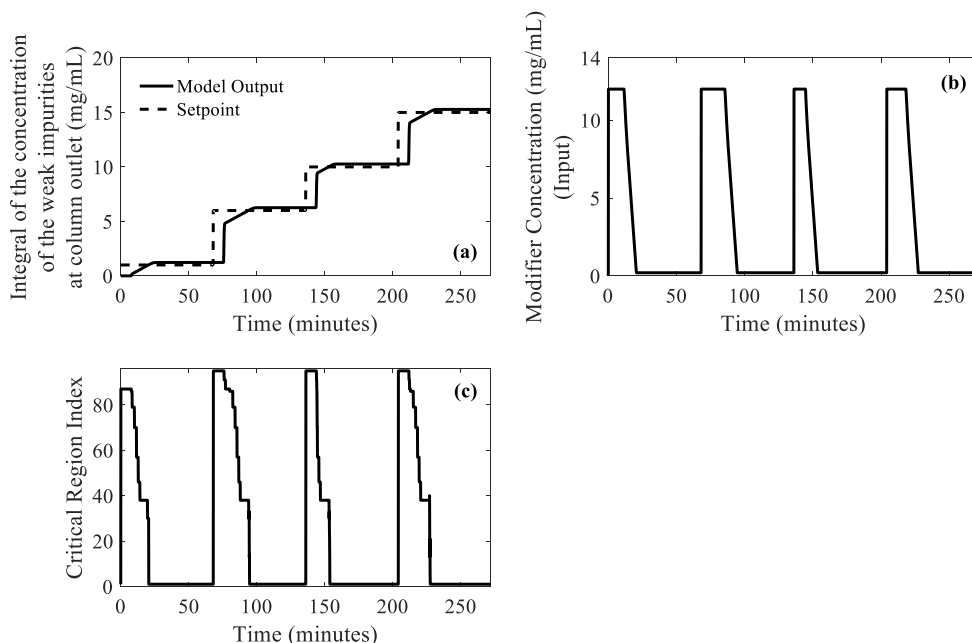 Integral of the concentration
of the weak impurities
at column outlet (mg/mL)
20
15
10
5
0
Model Output
Setpoint
(a)
0 50 100 150 200 250
Time (minutes)
Modifier Concentration (mg/mL)
(Input)
14
10
5
0
(b)
0 50 100 150 200 250
Time (minutes)
Critical Region Index
80
60
40
20
0
(c)
0 50 100 150 200 250
Time (minutes)